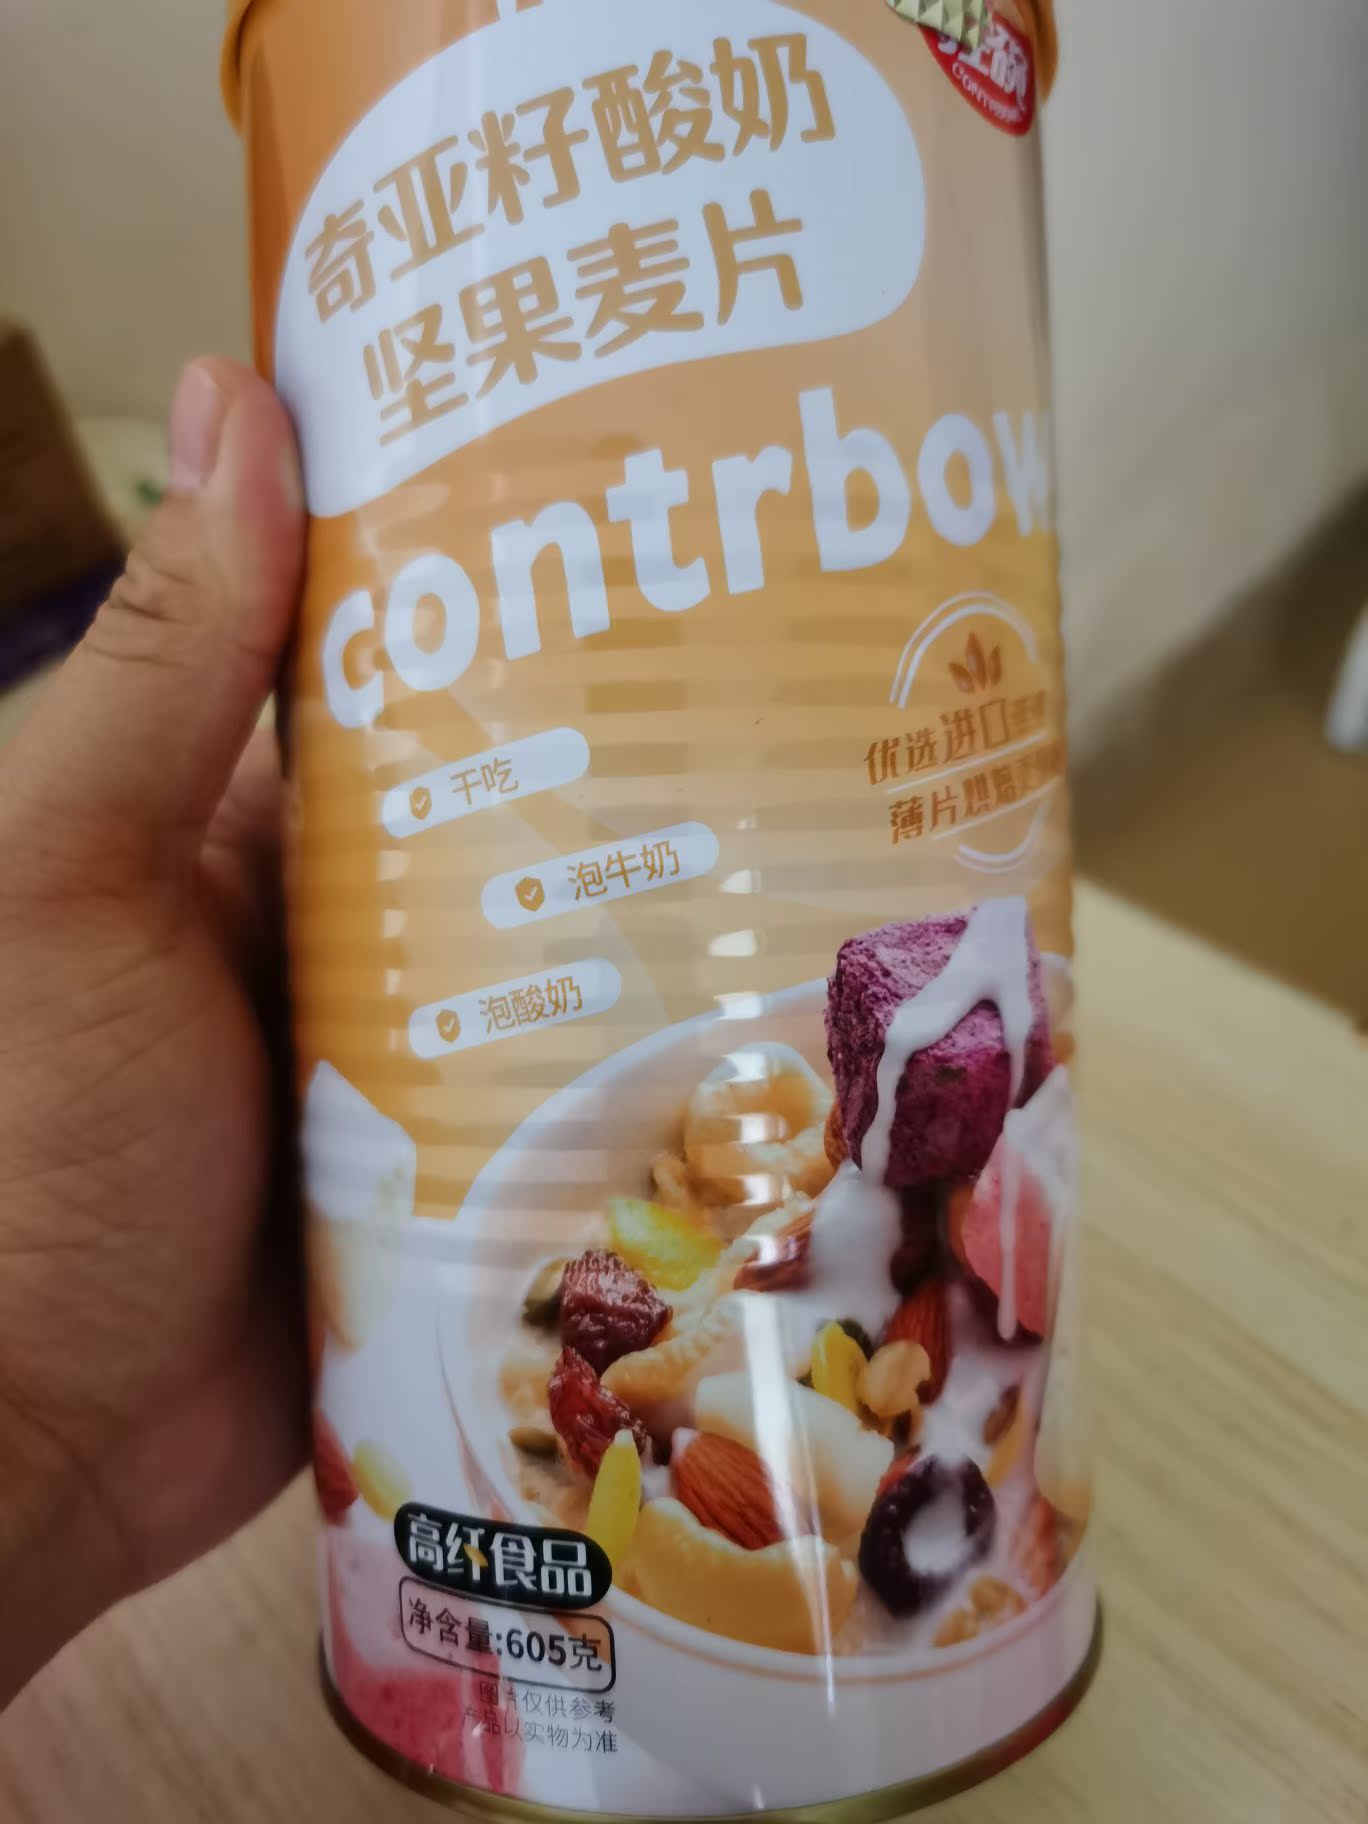 奇亚籽酸奶
坚果麦片
contrbow
优选进口
薄片烘焙
干吃
泡牛奶
泡酸奶
高纤食品
净含量:605克
图片仅供参考
产品以实物为准